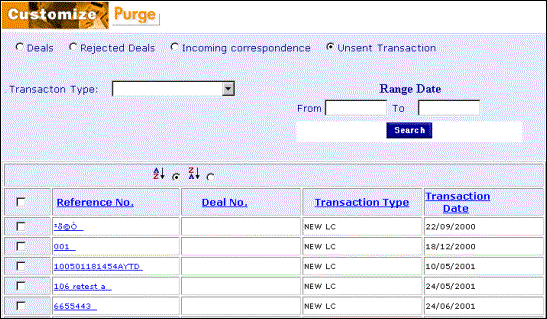 Customize Purge
Deals Rejected Deals Incoming correspondence Unsent Transaction
Transacton Type: Range Date
From To
Search
A Z Z A
Reference No. Deal No. Transaction Type Transaction
Date
NEW LC 22/09/2000
001 NEW LC 18/12/2000
100501181454AYTD NEW LC 10/05/2001
106 retest a NEW LC 24/05/2001
6655443 NEW LC 24/06/2001